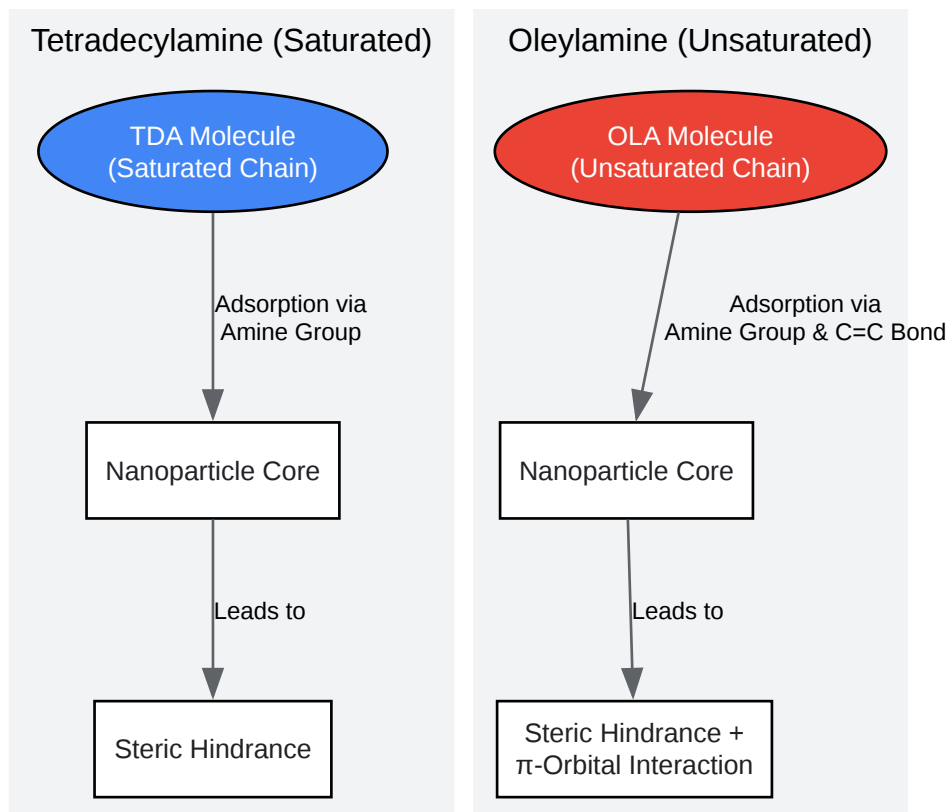 Tetradecylamine (Saturated)
TDA Molecule
(Saturated Chain)
Adsorption via
Amine Group
Nanoparticle Core
Leads to
Steric Hindrance
Oleylamine (Unsaturated)
OLA Molecule
(Unsaturated Chain)
Adsorption via
Amine Group & C=C Bond
Nanoparticle Core
Leads to
Steric Hindrance +
π-Orbital Interaction